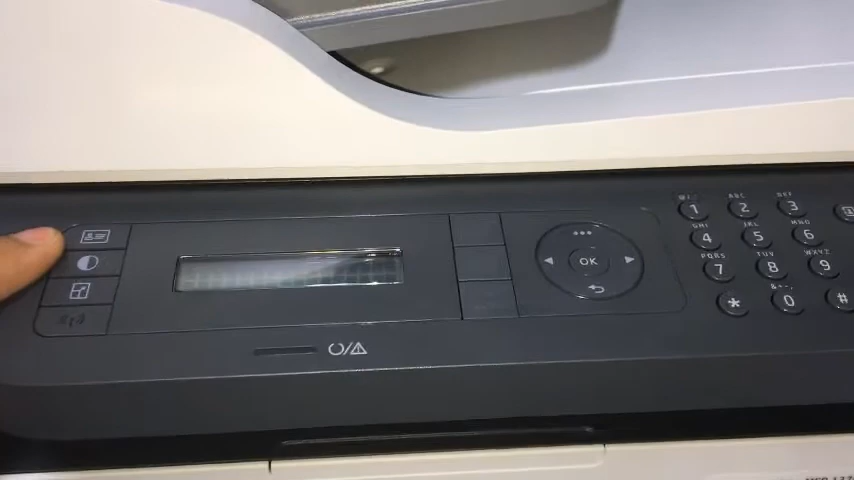 @/.: ABC DEF
1 2 3
GHI JKL MNO
4 5 6
PQRS TUV WXYZ
7 8 9
* 0 #
OK